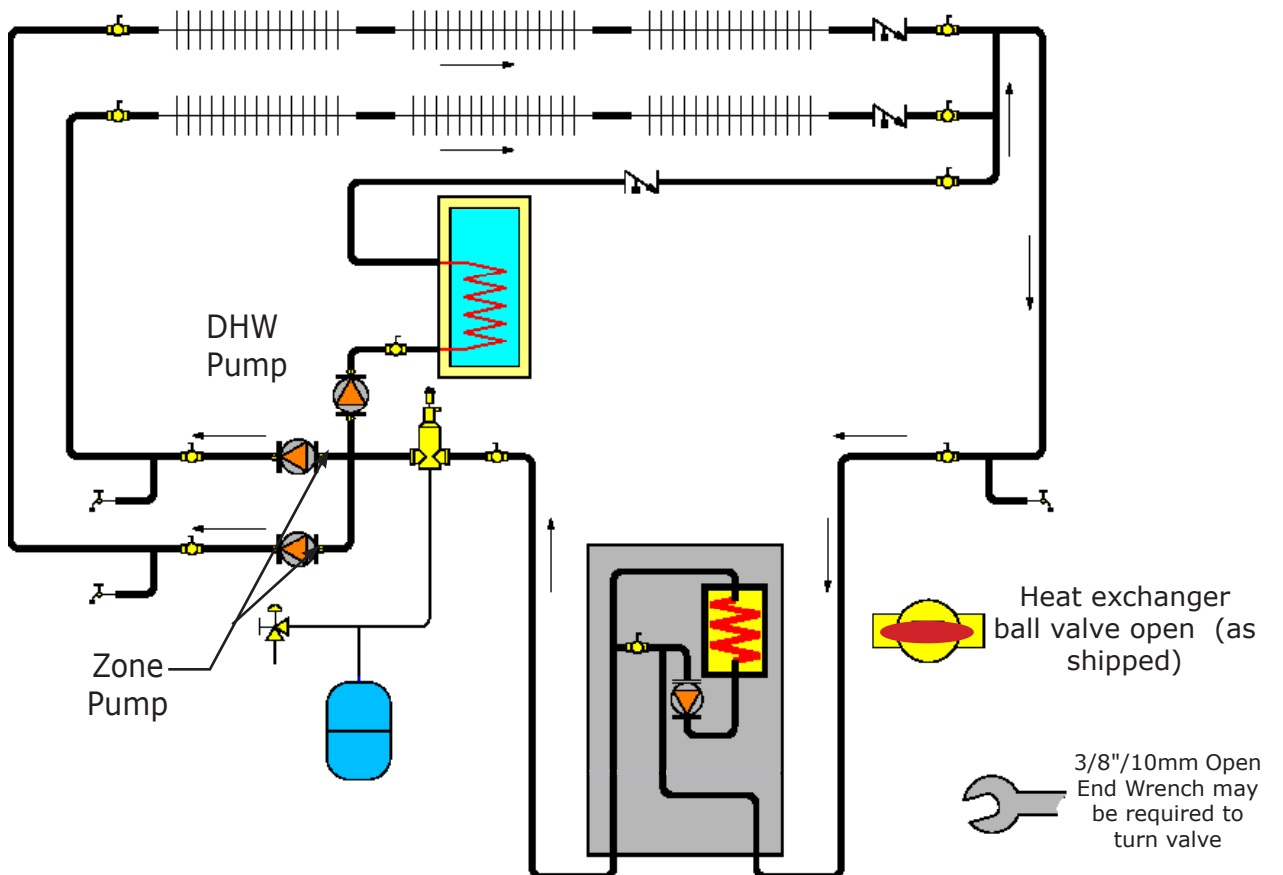 DHW
Pump
Zone
Pump
Heat exchanger
ball valve open (as
shipped)
3/8"/10mm Open
End Wrench may
be required to
turn valve